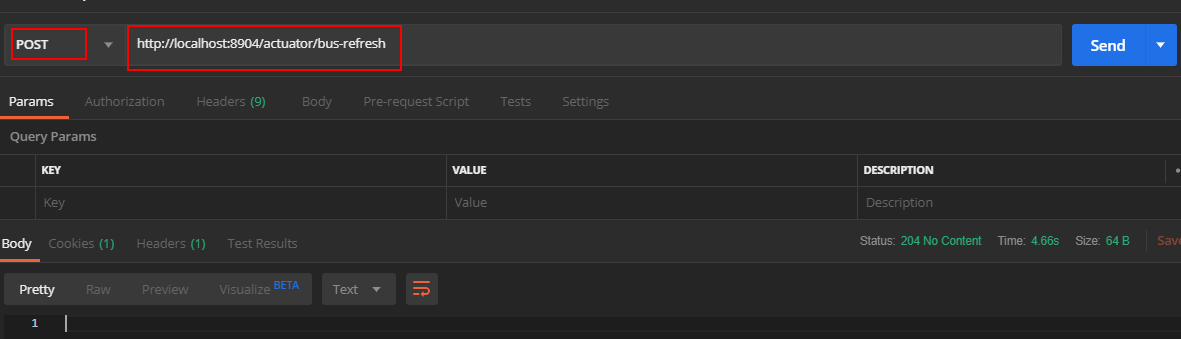 POST http://localhost:8904/actuator/bus-refresh Send
Params Authorization Headers (9) Body Pre-request Script Tests Settings
Query Params
KEY VALUE DESCRIPTION
Key Value Description
Body Cookies (1) Headers (1) Test Results Status: 204 No Content Time: 4.66s Size: 64 B
Pretty Raw Preview Visualize BETA Text
1